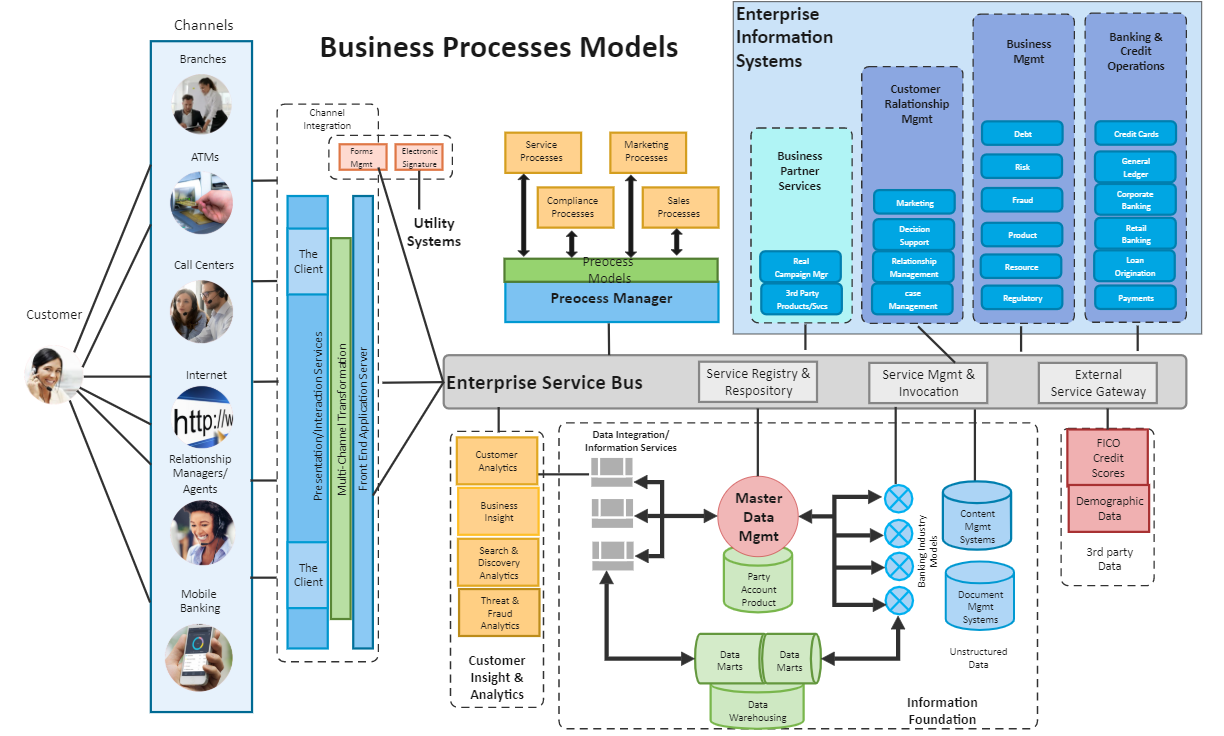 Business Processes Models
Channels
Branches
ATMs
Call Centers
Internet
http://w
Relationship
Managers/
Agents
Mobile
Banking
Customer
Channel
Integration
Forms
Mgmt
Electronic
Signature
Utility
Systems
The
Client
The
Client
Presentation/Interaction Services
Multi-Channel Transformation
Front End Application Server
Service
Processes
Marketing
Processes
Compliance
Processes
Sales
Processes
Preocess
Models
Preocess Manager
Enterprise
Information
Systems
Business
Partner
Services
Real
Campaign Mgr
3rd Party
Products/Svcs
Customer
Ralationship
Mgmt
Marketing
Decision
Support
Relationship
Management
case
Management
Business
Mgmt
Debt
Risk
Fraud
Product
Resource
Regulatory
Banking &
Credit
Operations
Credit Cards
General
Ledger
Corporate
Banking
Retail
Banking
Loan
Origination
Payments
Enterprise Service Bus
Service Registry &
Respository
Service Mgmt &
Invocation
External
Service Gateway
Customer
Analytics
Business
Insight
Search &
Discovery
Analytics
Threat &
Fraud
Analytics
Customer
Insight &
Analytics
Data Integration/
Information Services
Master
Data
Mgmt
Party
Account
Product
Data
Marts
Data
Marts
Data
Warehousing
Banking Industry
Models
Content
Mgmt
Systems
Document
Mgmt
Systems
Unstructured
Data
Information
Foundation
FICO
Credit
Scores
Demographic
Data
3rd party
Data